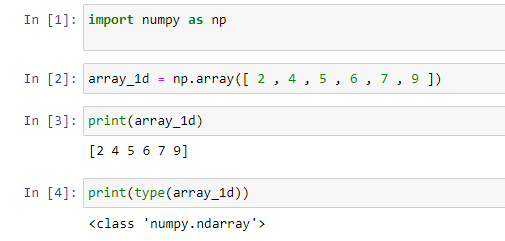 In [1]: import numpy as np
In [2]: array_1d = np.array([ 2 , 4 , 5 , 6 , 7 , 9 ])
In [3]: print(array_1d)
[2 4 5 6 7 9]
In [4]: print(type(array_1d))
<class 'numpy.ndarray'>